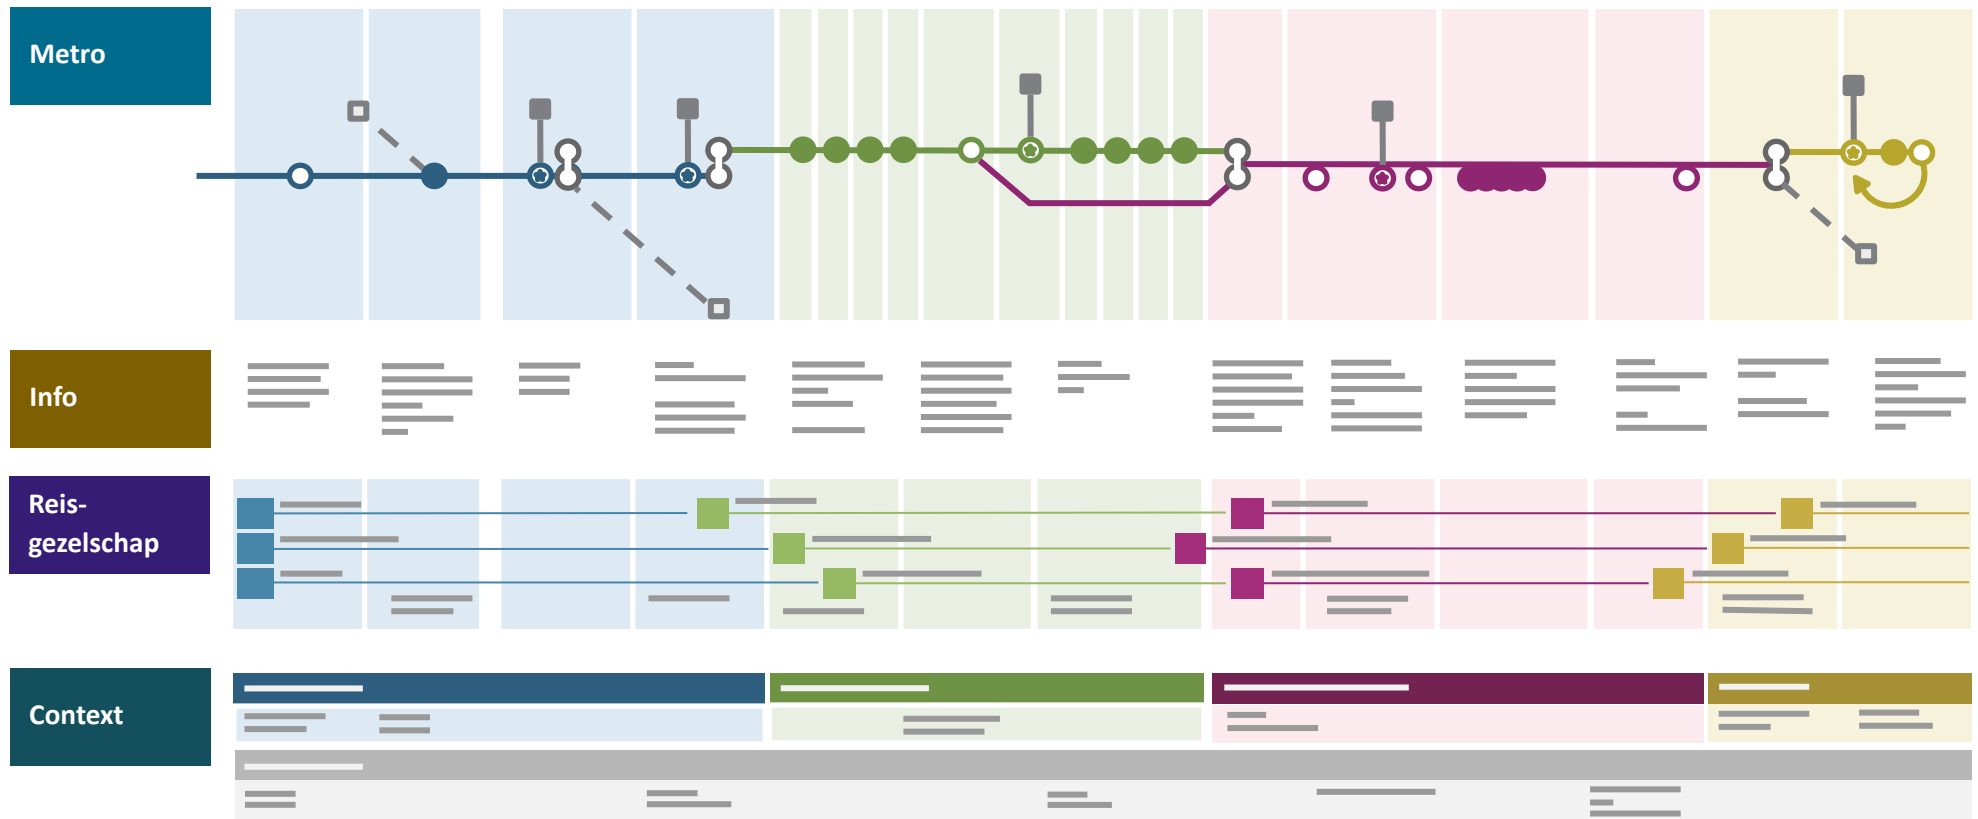 Metro
Info
Reis-
gezelschap
Context